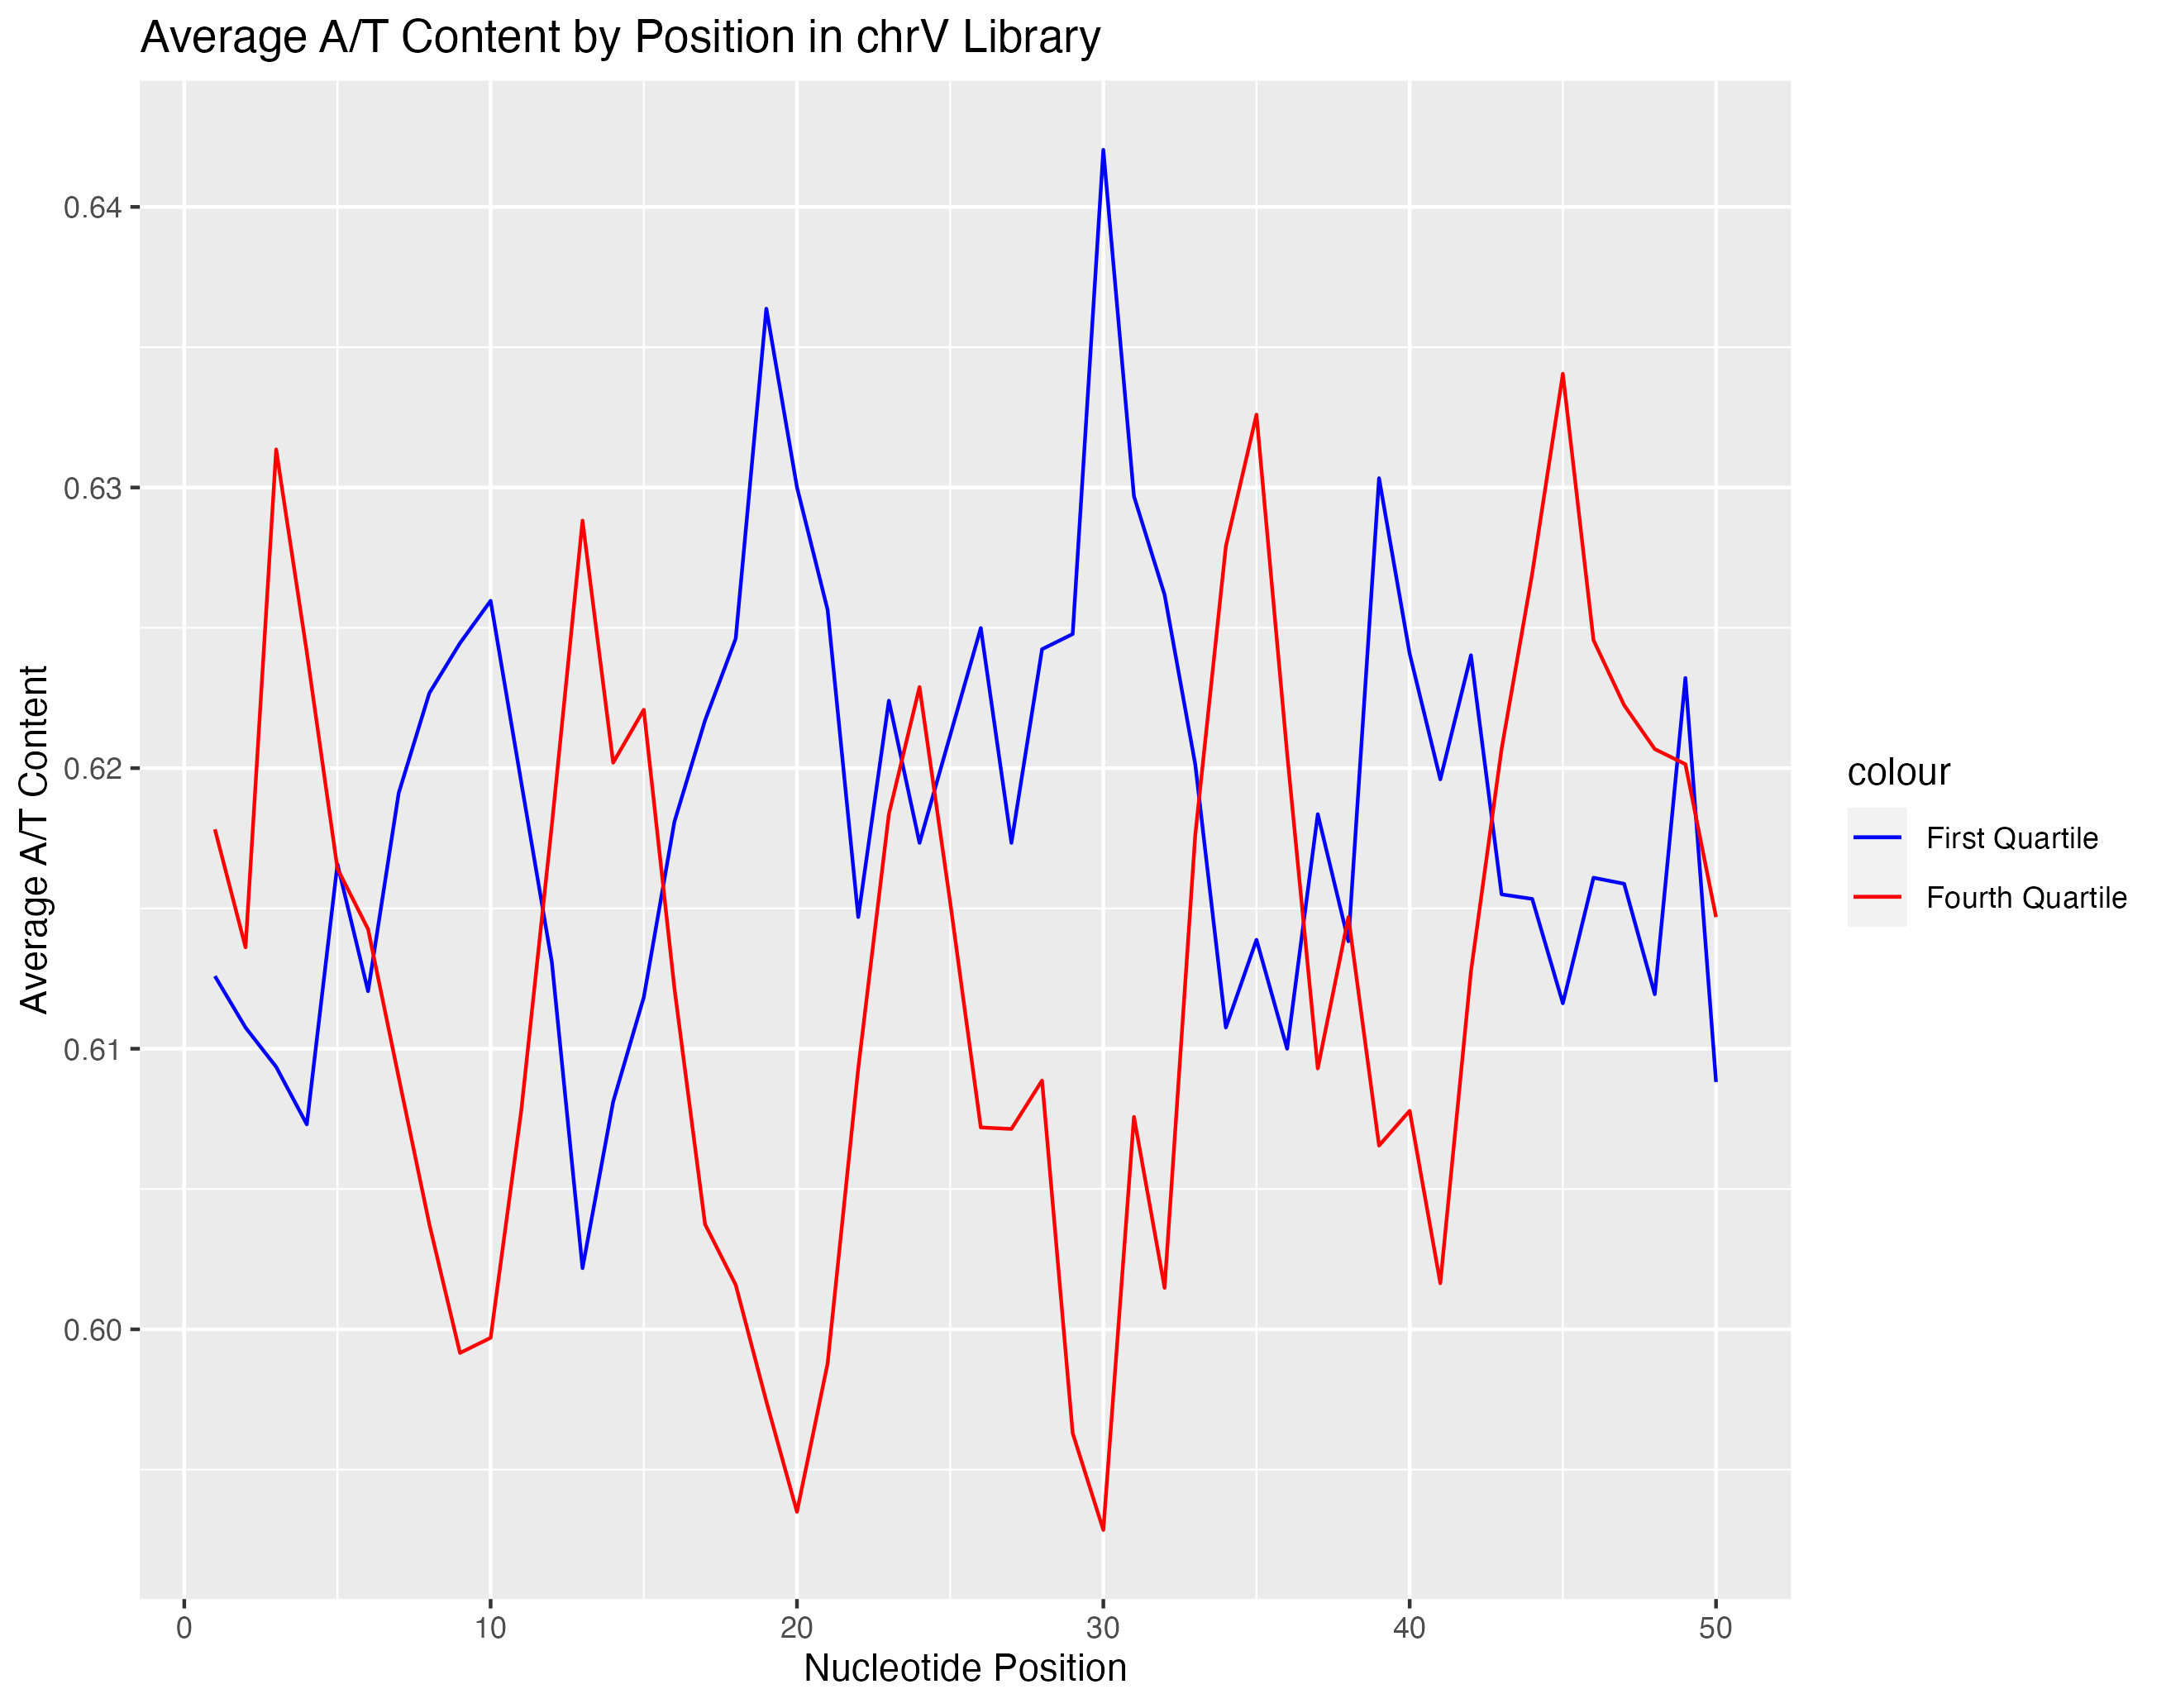 Average A/T Content by Position in chrV Library
Average A/T Content
0.64
0.63
0.62
0.61
0.60
0
10
20
30
40
50
Nucleotide Position
colour
First Quartile
Fourth Quartile